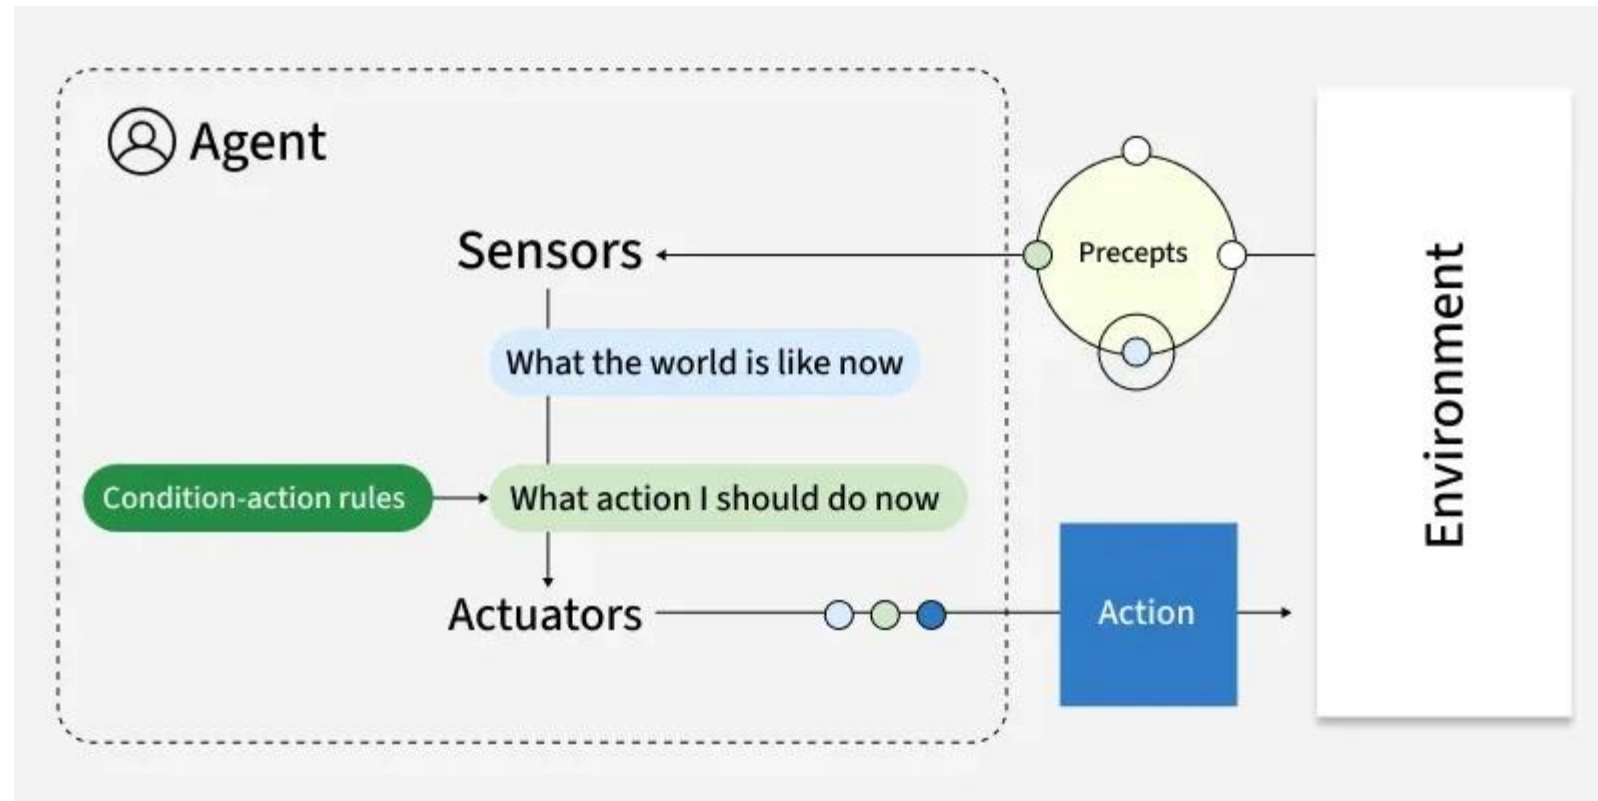 Agent
Sensors
Precepts
What the world is like now
Condition-action rules
What action I should do now
Actuators
Action
Environment